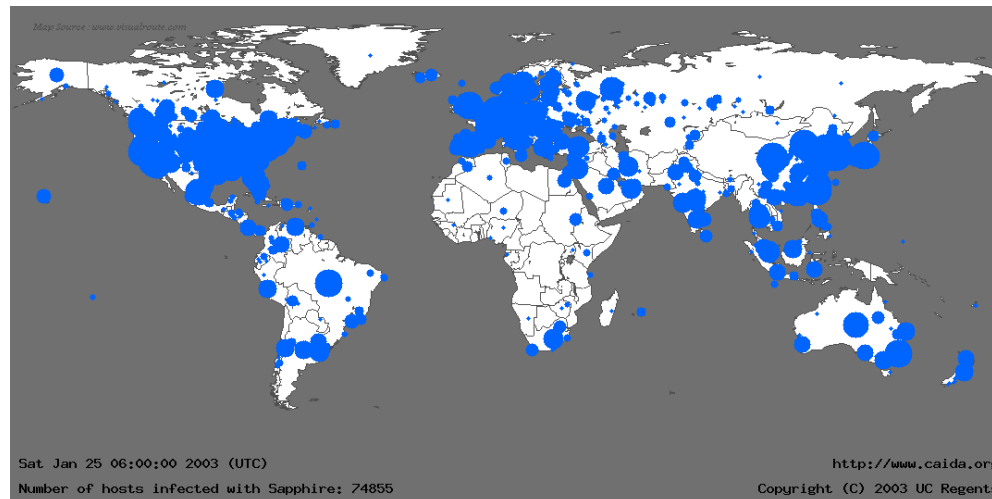 Map Source : www.visualroute.com
Sat Jan 25 06:00:00 2003 (UTC)
http://www.caida.org
Number of hosts infected with Sapphire: 74855
Copyright (C) 2003 UC Regents